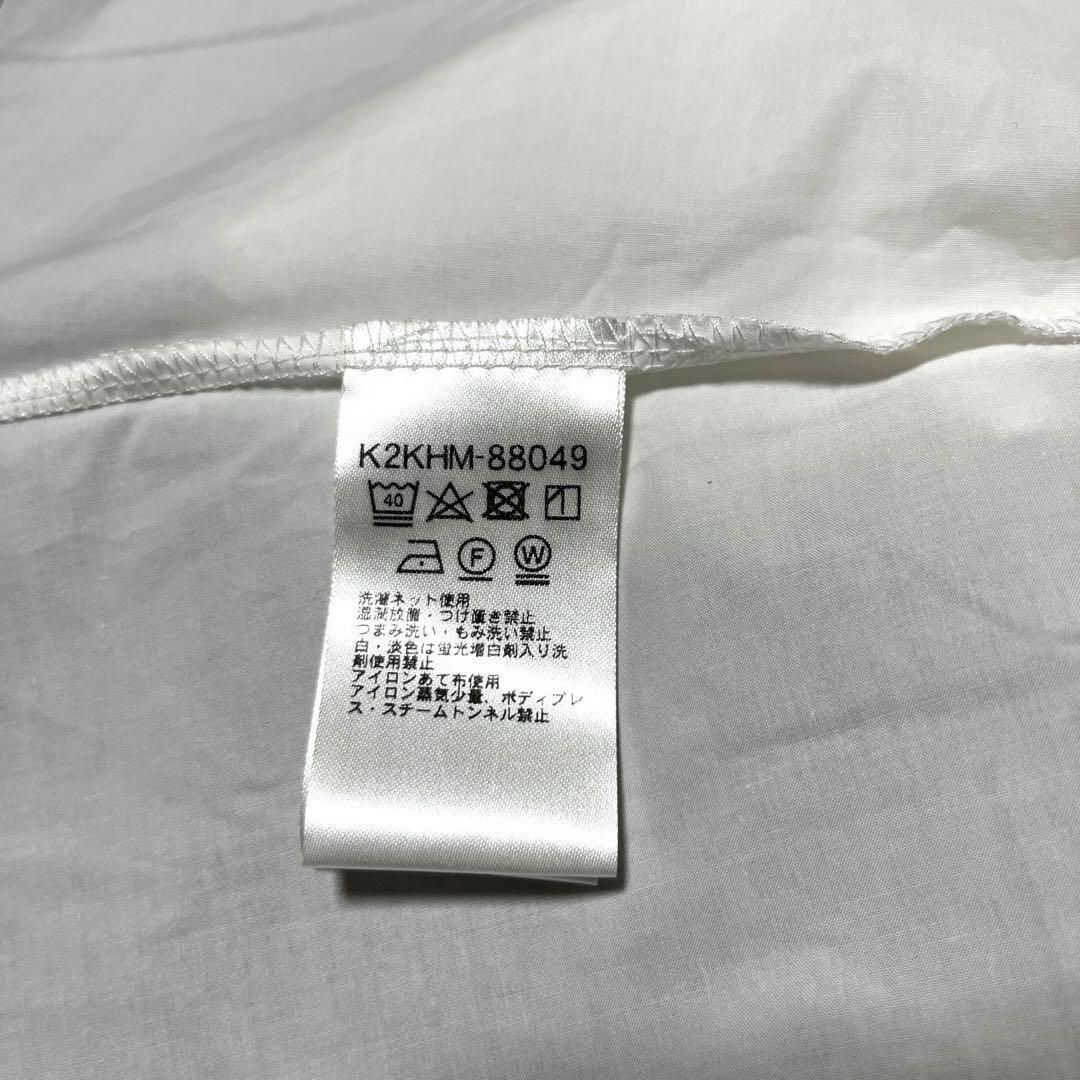 K2KHM-88049
40
F W
洗濯ネット使用
湿潤放置・つけ置き禁止
つまみ洗い・もみ洗い禁止
白・淡色は蛍光増白剤入り洗
剤使用禁止
アイロンあて布使用
アイロン蒸気少量、ボディプレ
ス・スチームトンネル禁止